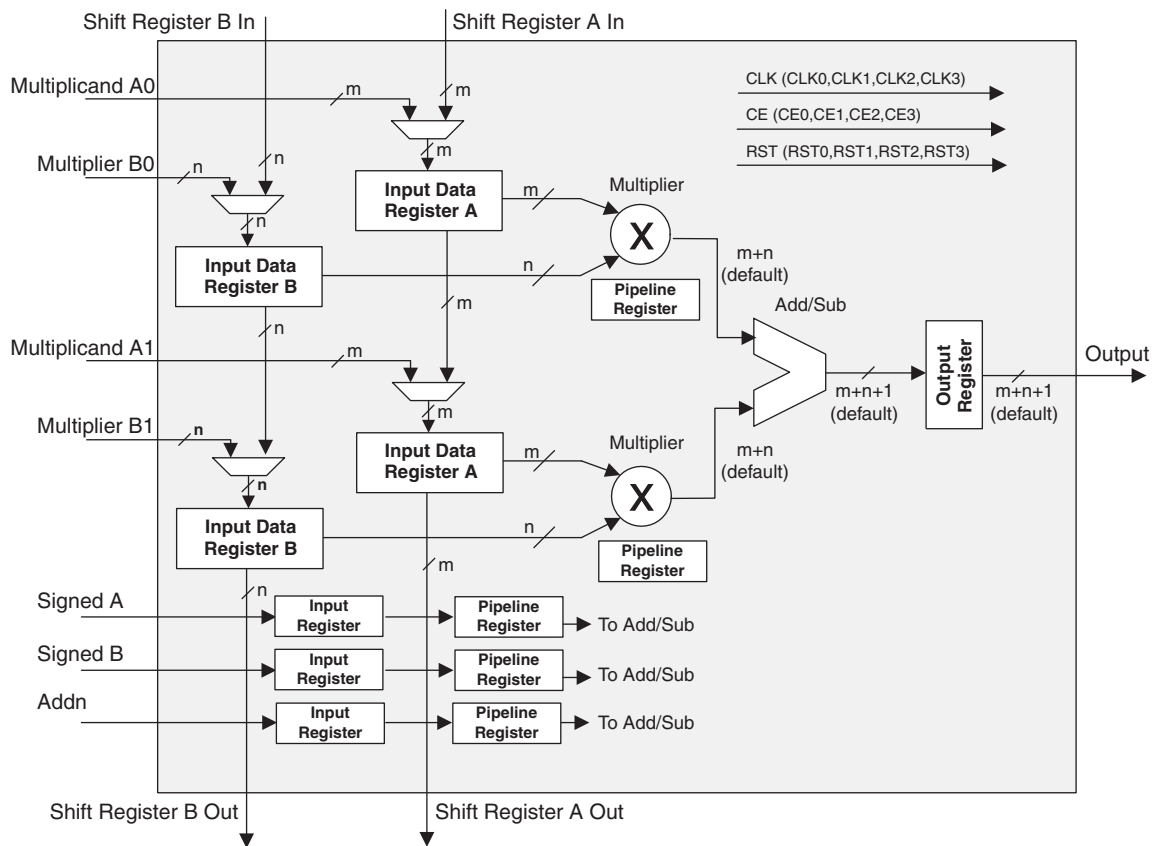 Shift Register B In
Shift Register A In
Multiplicand A0
m
m
CLK (CLK0,CLK1,CLK2,CLK3)
CE (CE0,CE1,CE2,CE3)
RST (RST0,RST1,RST2,RST3)
m
Multiplier B0
n
n
n
Input Data
Register A
m
Multiplier
X
Input Data
Register B
n
m+n
(default)
Pipeline
Register
m
n
Add/Sub
Multiplicand A1
m
m
Output
Register
Output
m+n+1
(default)
m+n+1
(default)
Multiplier B1
n
n
Input Data
Register A
m
Multiplier
X
m+n
(default)
Input Data
Register B
n
Pipeline
Register
m
n
Signed A
Input
Register
Pipeline
Register
To Add/Sub
Signed B
Input
Register
Pipeline
Register
To Add/Sub
Addn
Input
Register
Pipeline
Register
To Add/Sub
Shift Register B Out
Shift Register A Out